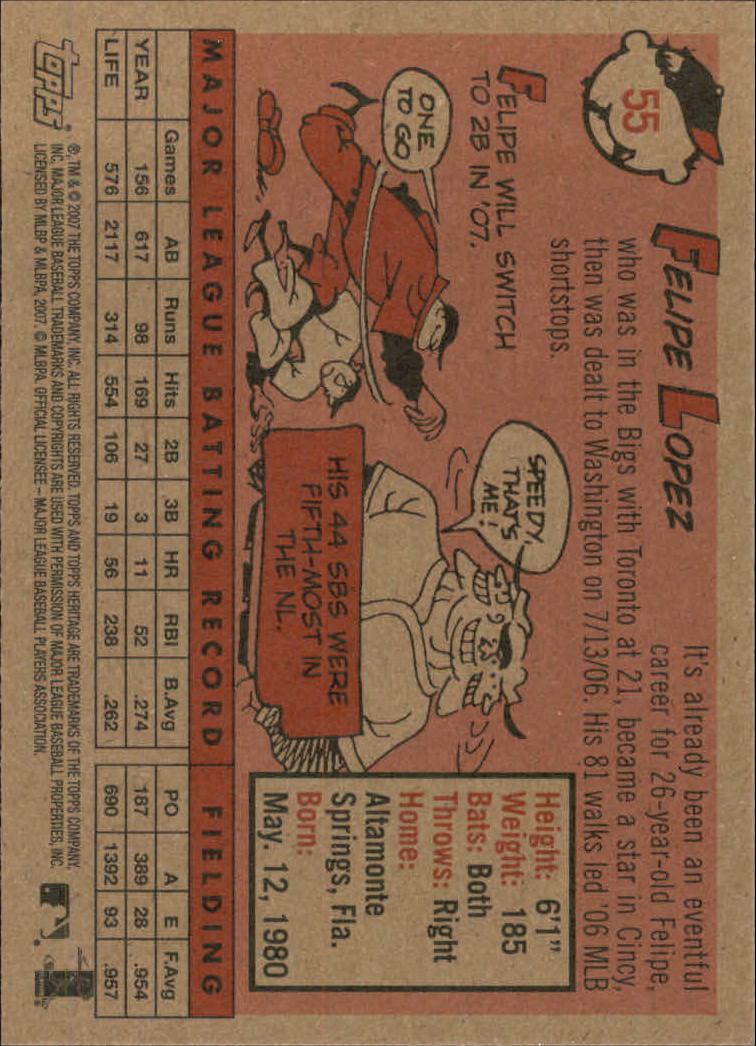 55
FELIPE LOPEZ
It's already been an eventful
career for 26-year-old Felipe,
who was in the Bigs with Toronto at 21, became a star in Cincy,
then was dealt to Washington on 7/13/06. His 81 walks led '06 MLB
shortstops.
FELIPE WILL SWITCH
TO 2B IN '07.
ONE
TO GO
SPEEDY,
THAT'S
ME!
HIS 44 SBS WERE
FIFTH-MOST IN
THE NL.
Height: 6'1"
Weight: 185
Bats: Both
Throws: Right
Home:
Altamonte
Springs, Fla.
Born:
May. 12, 1980
MAJOR LEAGUE BATTING RECORD FIELDING
Games AB Runs Hits 2B 3B HR RBI B.Avg PO A E F.Avg
YEAR 156 617 98 169 27 3 11 52 .274 187 389 28 .954
LIFE 576 2117 314 554 106 19 56 238 .262 690 1392 93 .957
topps®
®, TM & © 2007 THE TOPPS COMPANY, INC. ALL RIGHTS RESERVED. TOPPS AND TOPPS HERITAGE ARE TRADEMARKS OF THE TOPPS COMPANY,
INC. MAJOR LEAGUE BASEBALL TRADEMARKS AND COPYRIGHTS ARE USED WITH PERMISSION OF MAJOR LEAGUE BASEBALL PROPERTIES, INC.
LICENSED BY MLBP & MLBPA, 2007. © MLBPA. OFFICIAL LICENSEE – MAJOR LEAGUE BASEBALL PLAYERS ASSOCIATION.